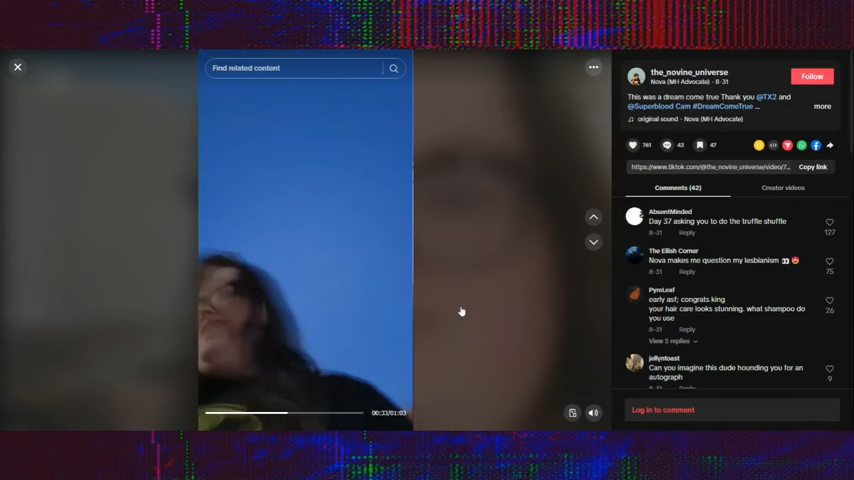 Find related content
the_novine_universe
Nova (MH Advocate) · 8-31
Follow
This was a dream come true Thank you @TX2 and
@Superblood Cam #DreamComeTrue ...
more
original sound - Nova (MH Advocate)
761
42
47
https://www.tiktok.com/@the_novine_universe/video/7...
Copy link
Comments (42)
Creator videos
AbsentMinded
Day 37 asking you to do the truffle shuffle
8-31
Reply
127
The Eilish Corner
Nova makes me question my lesbianism
8-31
Reply
75
PyreLeaf
early asf; congrats king
your hair care looks stunning. what shampoo do
you use
8-31
Reply
26
View 5 replies
jellyntoast
Can you imagine this dude hounding you for an
autograph
9
Log in to comment
00:33/01:03